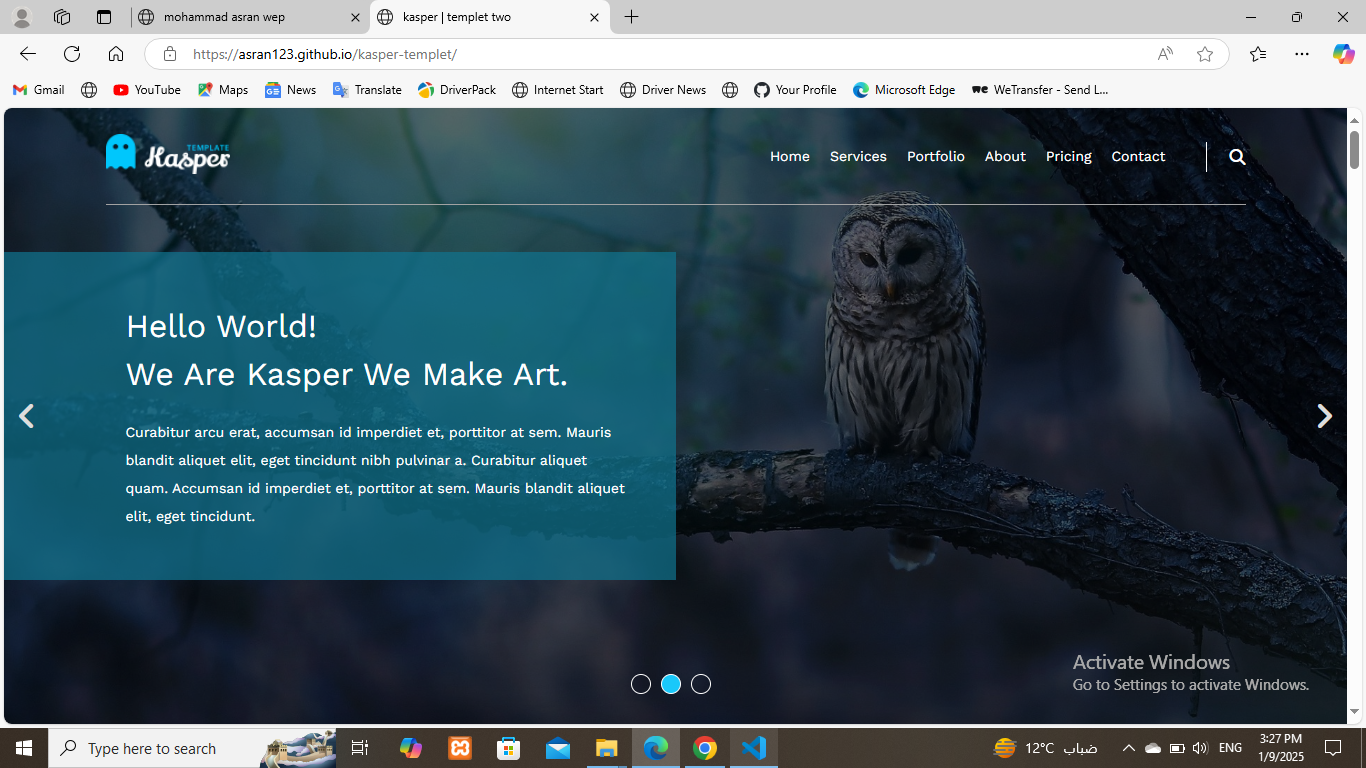 mohammad asran wep
kasper | templet two
https://asran123.github.io/kasper-templet/
Gmail
YouTube
Maps
News
Translate
DriverPack
Internet Start
Driver News
Your Profile
Microsoft Edge
WeTransfer - Send L...
TEMPLATE
Kasper
Home Services Portfolio About Pricing Contact
Hello World!
We Are Kasper We Make Art.
Curabitur arcu erat, accumsan id imperdiet et, porttitor at sem. Mauris
blandit aliquet elit, eget tincidunt nibh pulvinar a. Curabitur aliquet
quam. Accumsan id imperdiet et, porttitor at sem. Mauris blandit aliquet
elit, eget tincidunt.
Activate Windows
Go to Settings to activate Windows.
Type here to search
12°C ضباب
ENG
3:27 PM
1/9/2025